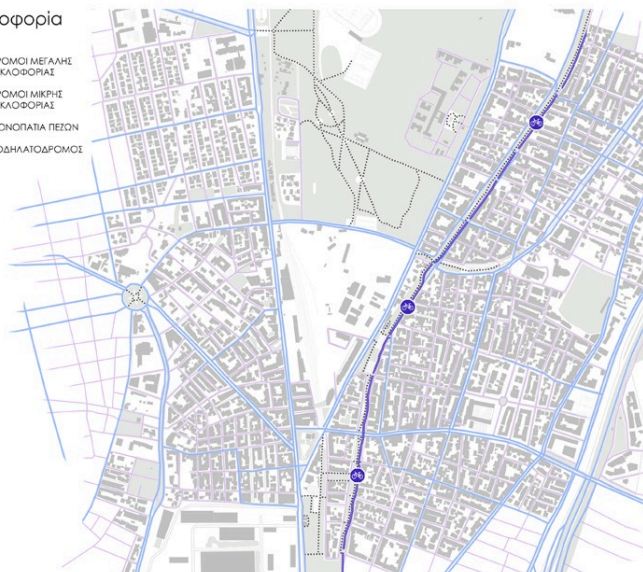 οφορία
ΡΟΜΟΙ ΜΕΓΑΛΗΣ
ΚΛΟΦΟΡΙΑΣ
ΡΟΜΟΙ ΜΙΚΡΗΣ
ΚΛΟΦΟΡΙΑΣ
ΟΝΟΠΑΤΙΑ ΠΕΖΩΝ
ΟΔΗΛΑΤΟΔΡΟΜΟΣ